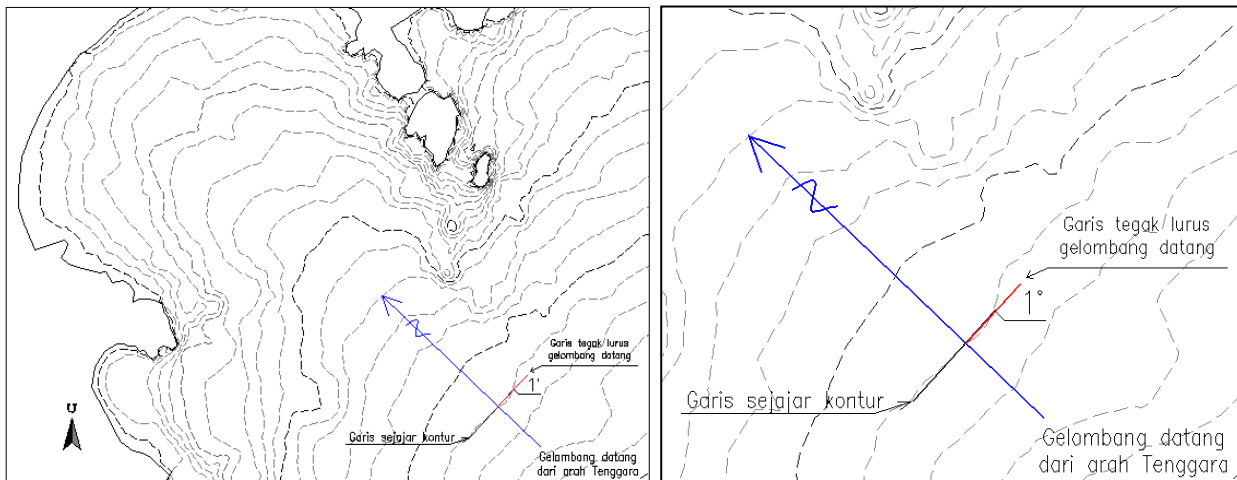 Garis tegak lurus
gelombang datang
1°
Garis sejajar kontur
U
Gelombang datang
dari arah Tenggara
Garis tegak lurus
gelombang datang
1°
Garis sejajar kontur
Gelombang datang
dari arah Tenggara